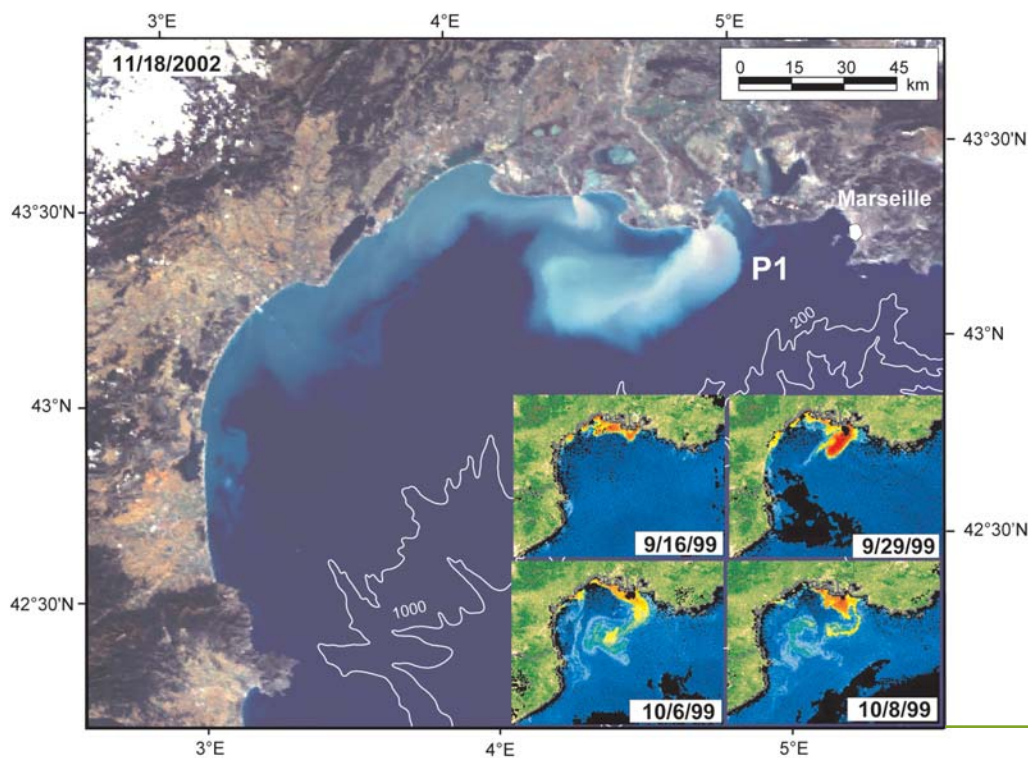 3°E 4°E 5°E
11/18/2002
0 15 30 45
km
43°30'N
43°30'N
Marseille
P1
200
43°N
43°N
42°30'N
9/16/99 9/29/99
42°30'N
1000
10/6/99 10/8/99
3°E 4°E 5°E